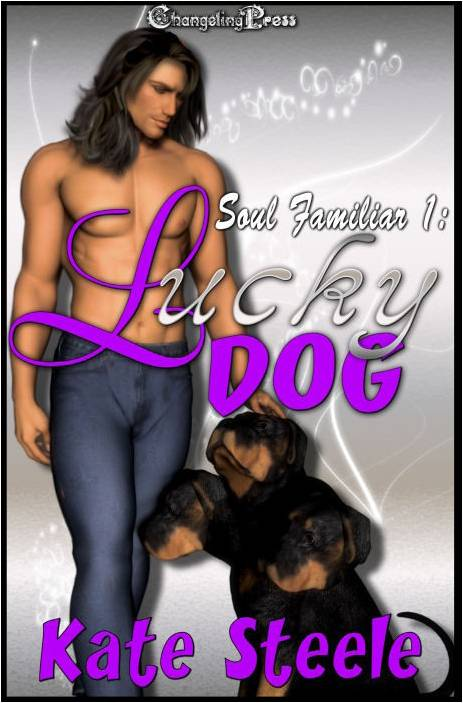 ChangelingPress
Soul Familiar 1:
Lucky
DOG
Kate Steele